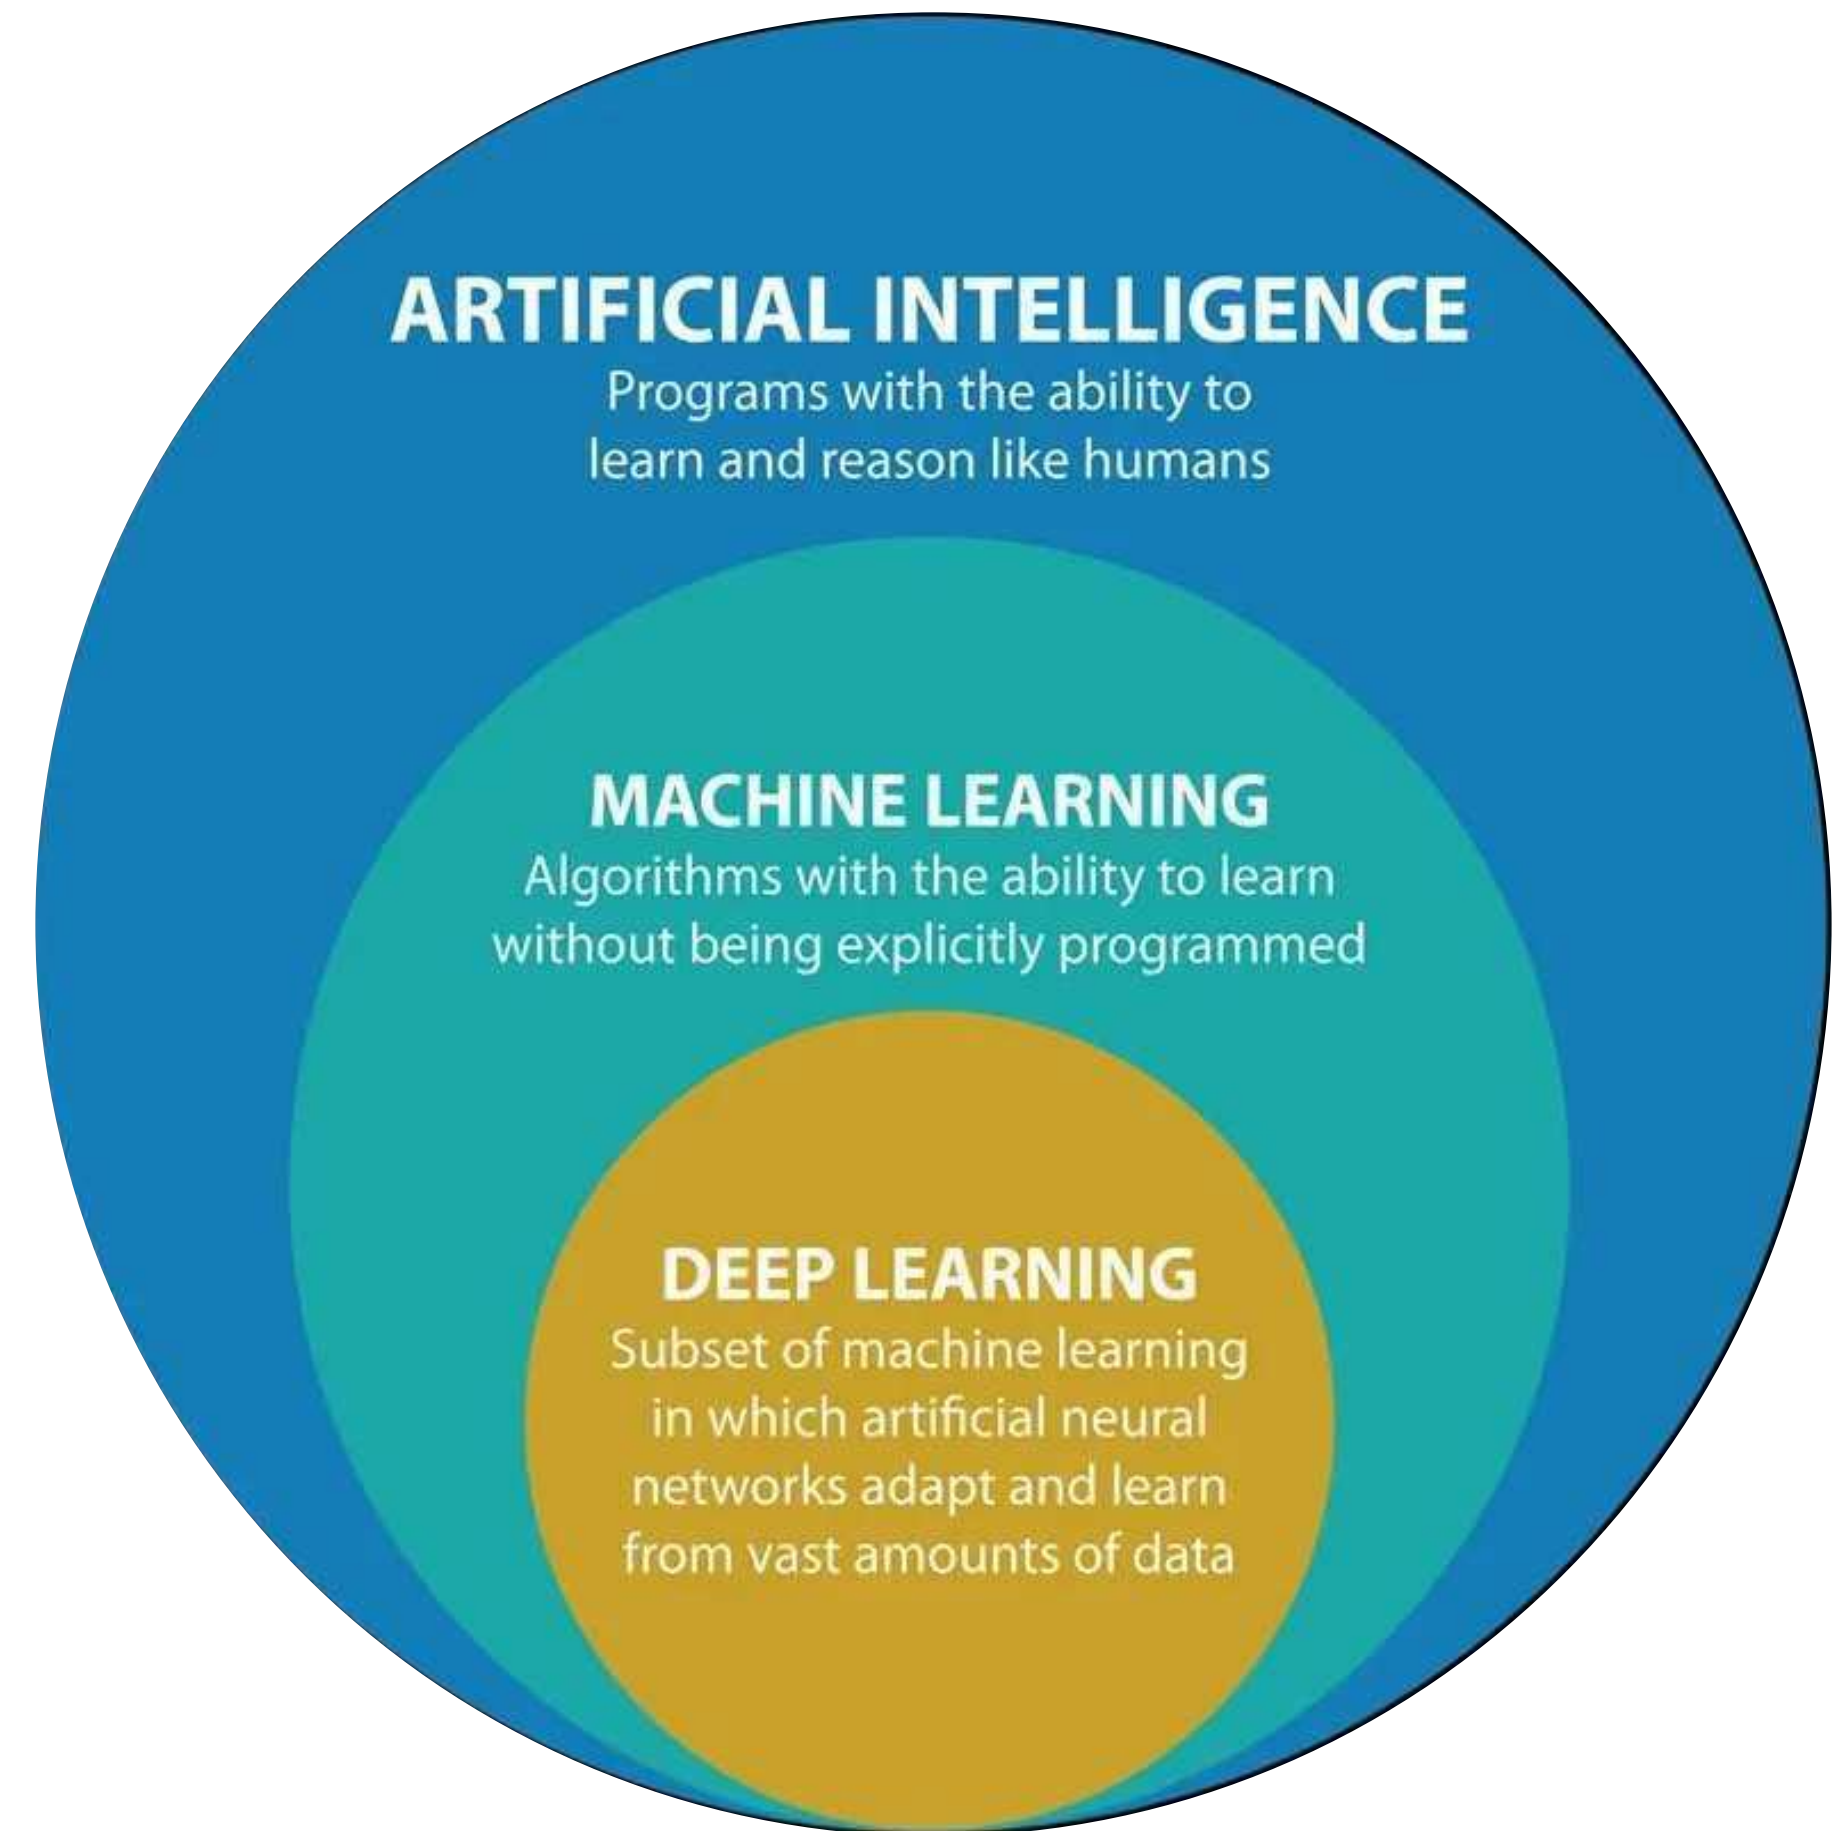 ARTIFICIAL INTELLIGENCE
Programs with the ability to
learn and reason like humans
MACHINE LEARNING
Algorithms with the ability to learn
without being explicitly programmed
DEEP LEARNING
Subset of machine learning
in which artificial neural
networks adapt and learn
from vast amounts of data